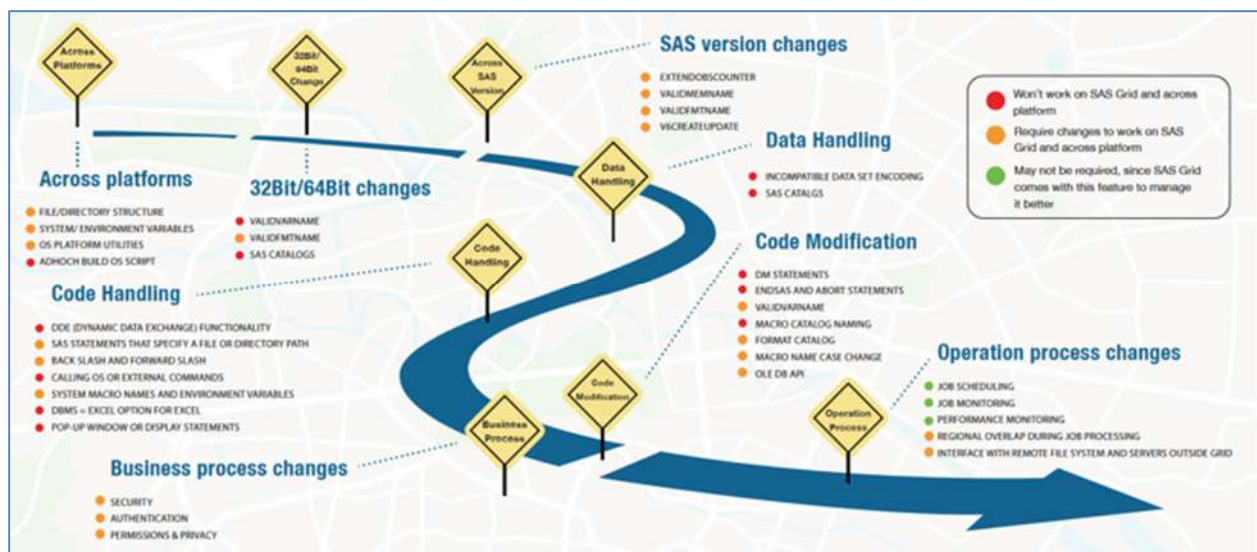 Across Platforms
32Bit/ 64Bit Change
Across SAS Version
SAS version changes
EXTENDOBSCOUNTER
VALIDMEMNAME
VALIDFMTNAME
V6CREATEUPDATE
Won't work on SAS Grid and across platform
Require changes to work on SAS Grid and across platform
May not be required, since SAS Grid comes with this feature to manage it better
Data Handling
Data Handling
INCOMPATIBLE DATA SET ENCODING
SAS CATALGS
Across platforms
FILE/DIRECTORY STRUCTURE
SYSTEM/ ENVIRONMENT VARIABLES
OS PLATFORM UTILITIES
ADHOCH BUILD OS SCRIPT
32Bit/64Bit changes
VALIDVARNAME
VALIDFMTNAME
SAS CATALOGS
Code Handling
Code Handling
DDE (DYNAMIC DATA EXCHANGE) FUNCTIONALITY
SAS STATEMENTS THAT SPECIFY A FILE OR DIRECTORY PATH
BACK SLASH AND FORWARD SLASH
CALLING OS OR EXTERNAL COMMANDS
SYSTEM MACRO NAMES AND ENVIRONMENT VARIABLES
DBMS = EXCEL OPTION FOR EXCEL
POP-UP WINDOW OR DISPLAY STATEMENTS
Code Modification
DM STATEMENTS
ENDSAS AND ABORT STATEMENTS
VALIDVARNAME
MACRO CATALOG NAMING
FORMAT CATALOG
MACRO NAME CASE CHANGE
OLE DB API
Code Modification
Operation process changes
JOB SCHEDULING
JOB MONITORING
PERFORMANCE MONITORING
REGIONAL OVERLAP DURING JOB PROCESSING
INTERFACE WITH REMOTE FILE SYSTEM AND SERVERS OUTSIDE GRID
Operation Process
Business Process
Business process changes
SECURITY
AUTHENTICATION
PERMISSIONS & PRIVACY